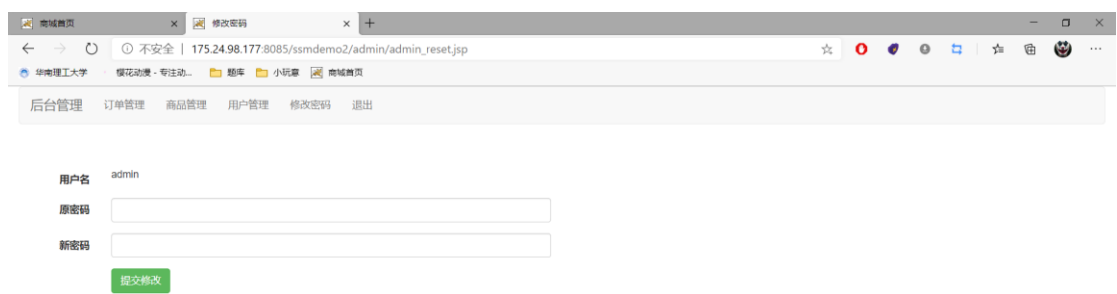 商城首页 修改密码
不安全 | 175.24.98.177:8085/ssmdemo2/admin/admin_reset.jsp
华南理工大学 樱花动漫 - 专注动... 题库 小玩意 商城首页
后台管理 订单管理 商品管理 用户管理 修改密码 退出
用户名 admin
原密码
新密码
提交修改